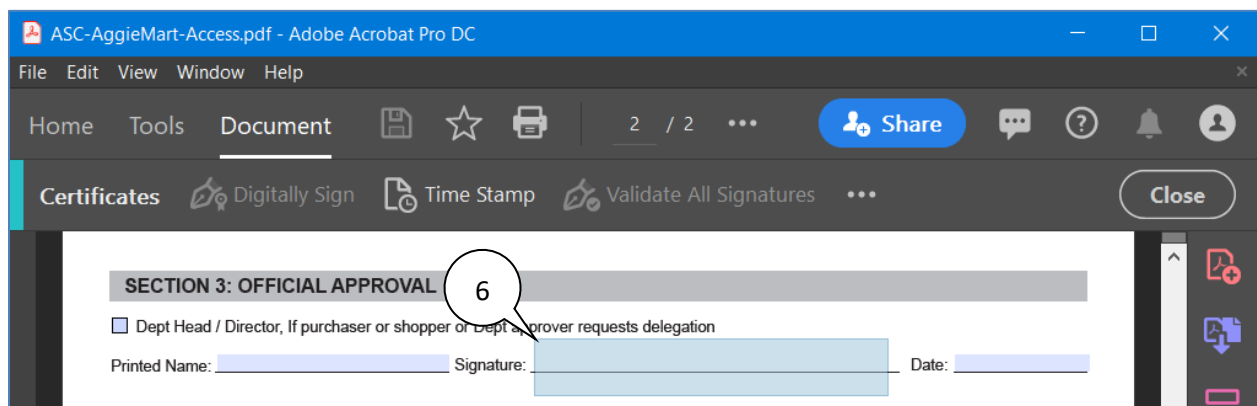 ASC-AggieMart-Access.pdf - Adobe Acrobat Pro DC
File Edit View Window Help
Home Tools Document 2 / 2 Share
Certificates Digitally Sign Time Stamp Validate All Signatures Close
SECTION 3: OFFICIAL APPROVAL
6
Dept Head / Director, If purchaser or shopper or Dept approver requests delegation
Printed Name: Signature: Date: